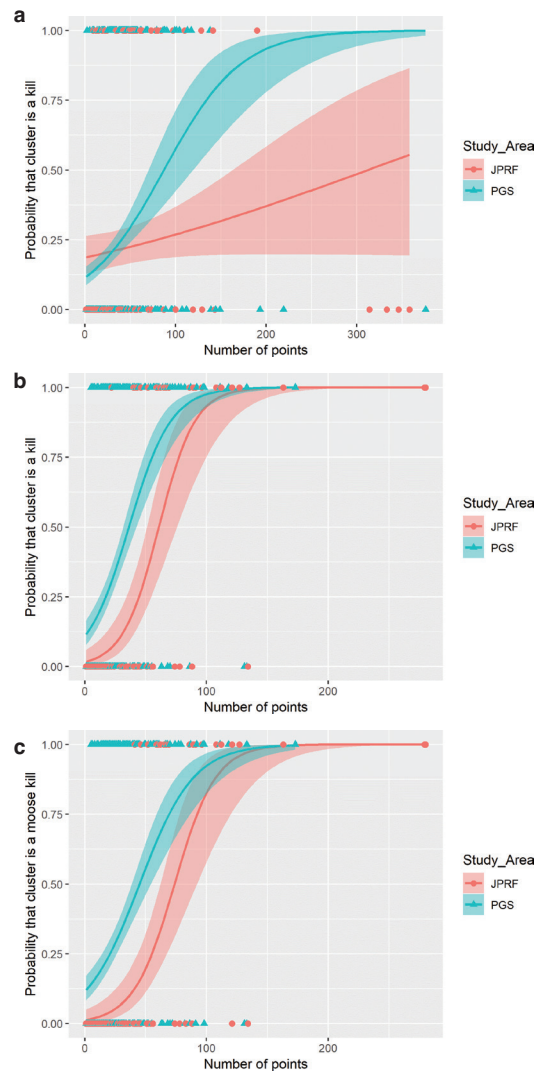 a
Probability that cluster is a kill
1.00
0.75
0.50
0.25
0.00
0
100
200
300
Number of points
Study_Area
JPRF
PGS
b
Probability that cluster is a kill
1.00
0.75
0.50
0.25
0.00
0
100
200
Number of points
Study_Area
JPRF
PGS
c
Probability that cluster is a moose kill
1.00
0.75
0.50
0.25
0.00
0
100
200
Number of points
Study_Area
JPRF
PGS